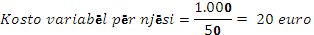 Kosto variabël për njësi = 1.000 / 50 = 20 euro